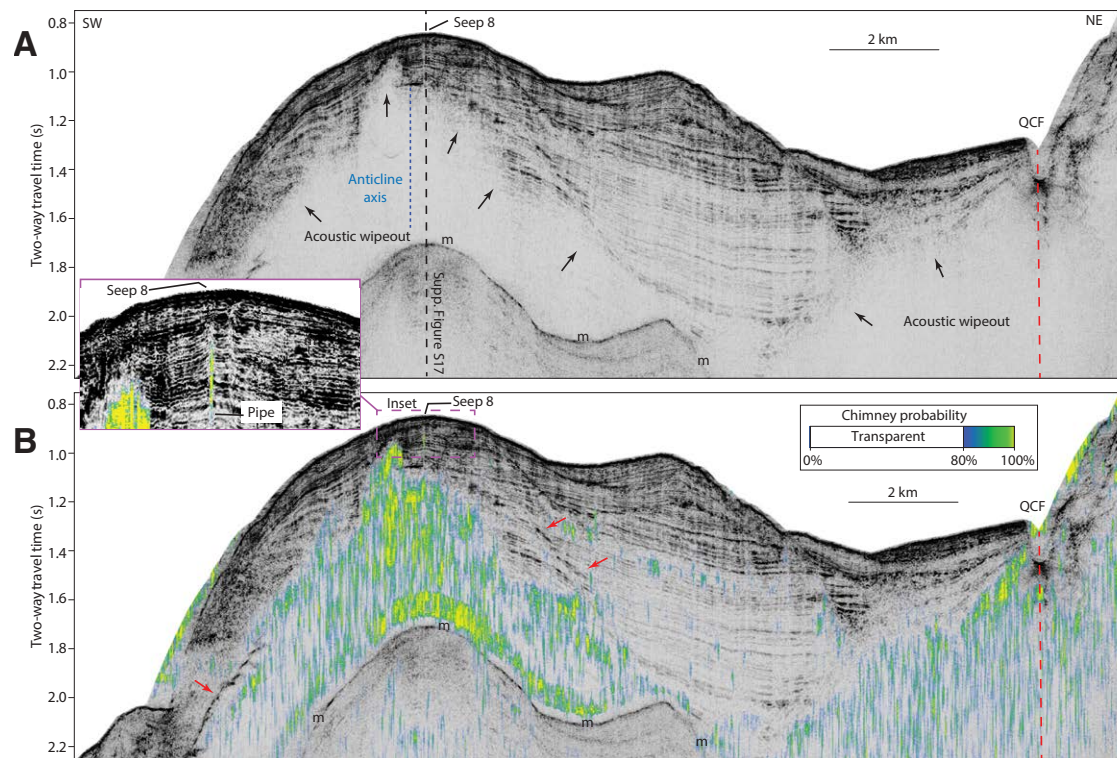 A
SW
Seep 8
NE
2 km
QCF
0.8
1.0
1.2
1.4
1.6
1.8
2.0
2.2
Two-way travel time (s)
Anticline
axis
Acoustic wipeout
m
Supp. Figure S17
m
m
Acoustic wipeout
Seep 8
Pipe
B
Inset
Seep 8
Chimney probability
Transparent
0%
80%
100%
2 km
QCF
0.8
1.0
1.2
1.4
1.6
1.8
2.0
2.2
Two-way travel time (s)
m
m
m
m